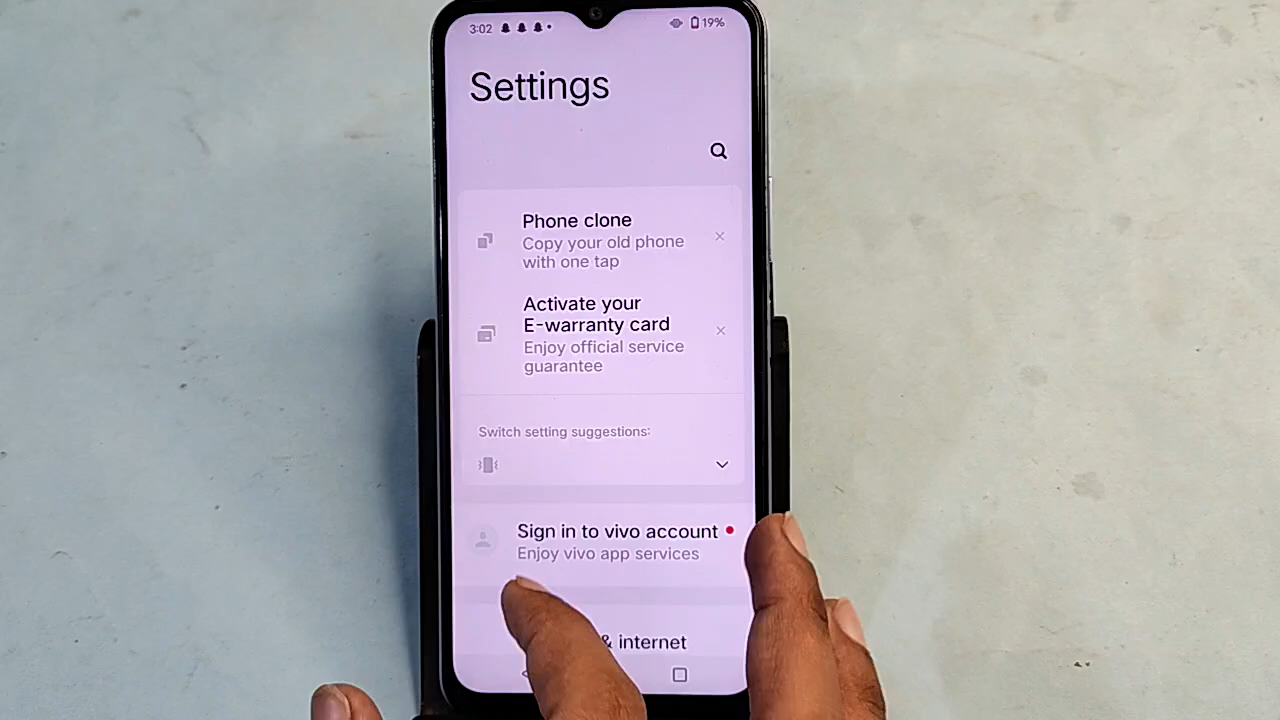 3:02
19%
Settings
Phone clone
Copy your old phone
with one tap
Activate your
E-warranty card
Enjoy official service
guarantee
Switch setting suggestions:
Sign in to vivo account
Enjoy vivo app services
& internet